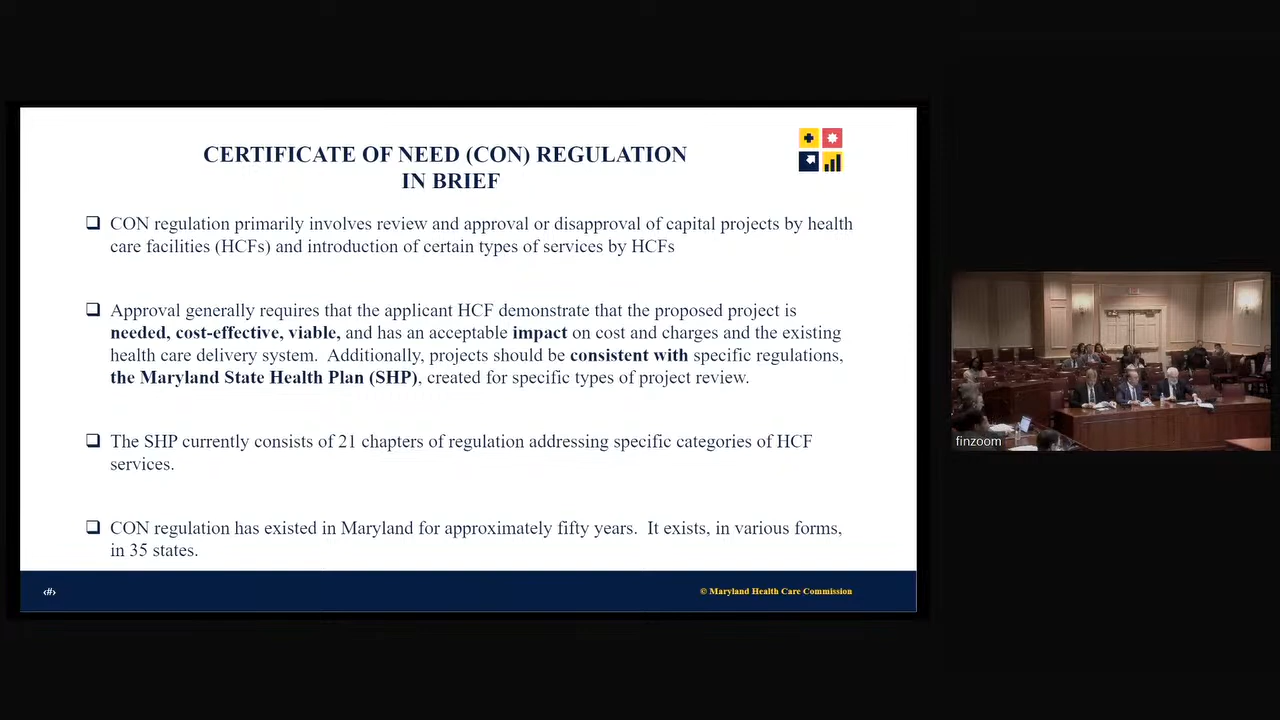 CERTIFICATE OF NEED (CON) REGULATION
IN BRIEF
❑ CON regulation primarily involves review and approval or disapproval of capital projects by health
care facilities (HCFs) and introduction of certain types of services by HCFs
❑ Approval generally requires that the applicant HCF demonstrate that the proposed project is
needed, cost-effective, viable, and has an acceptable impact on cost and charges and the existing
health care delivery system.  Additionally, projects should be consistent with specific regulations,
the Maryland State Health Plan (SHP), created for specific types of project review.
❑ The SHP currently consists of 21 chapters of regulation addressing specific categories of HCF
services.
❑ CON regulation has existed in Maryland for approximately fifty years.  It exists, in various forms,
in 35 states.
‹#›
© Maryland Health Care Commission
finzoom